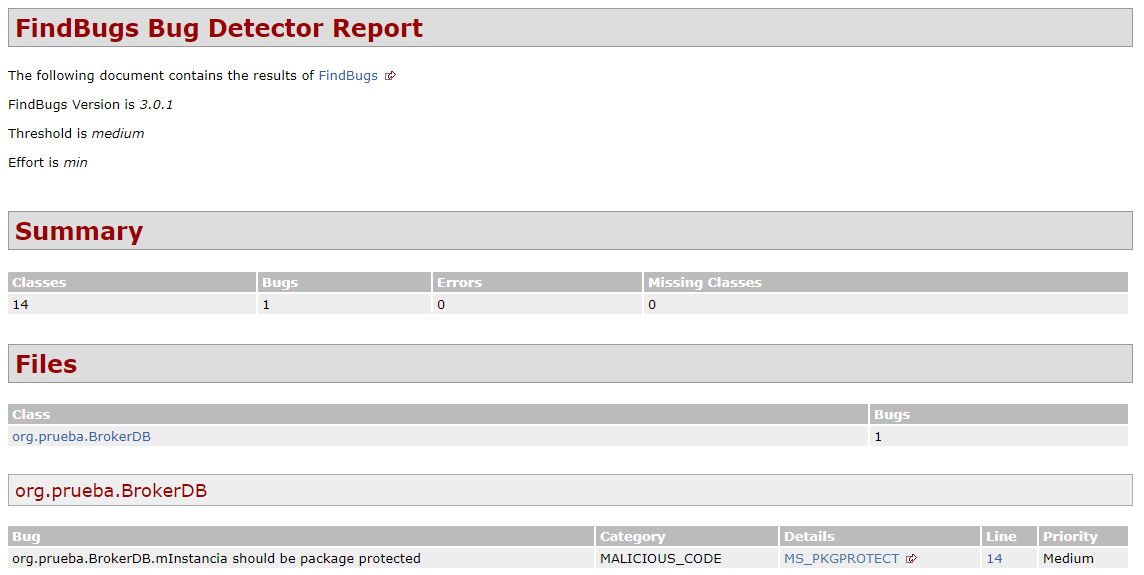 FindBugs Bug Detector Report
The following document contains the results of FindBugs
FindBugs Version is 3.0.1
Threshold is medium
Effort is min
Summary
Classes Bugs Errors Missing Classes
14 1 0 0
Files
Class Bugs
org.prueba.BrokerDB 1
org.prueba.BrokerDB
Bug Category Details Line Priority
org.prueba.BrokerDB.mInstancia should be package protected MALICIOUS_CODE MS_PKGPROTECT 14 Medium